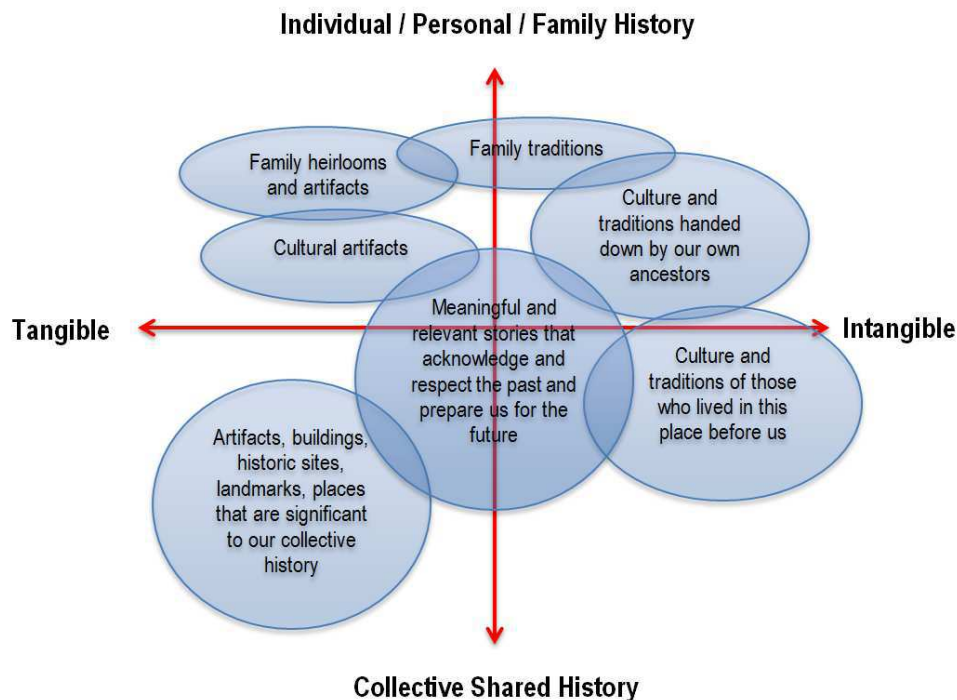 Individual / Personal / Family History
Family heirlooms
and artifacts
Family traditions
Culture and
traditions handed
down by our own
ancestors
Cultural artifacts
Tangible
Meaningful and
relevant stories that
acknowledge and
respect the past and
prepare us for the
future
Intangible
Culture and
traditions of those
who lived in this
place before us
Artifacts, buildings,
historic sites,
landmarks, places
that are significant
to our collective
history
Collective Shared History